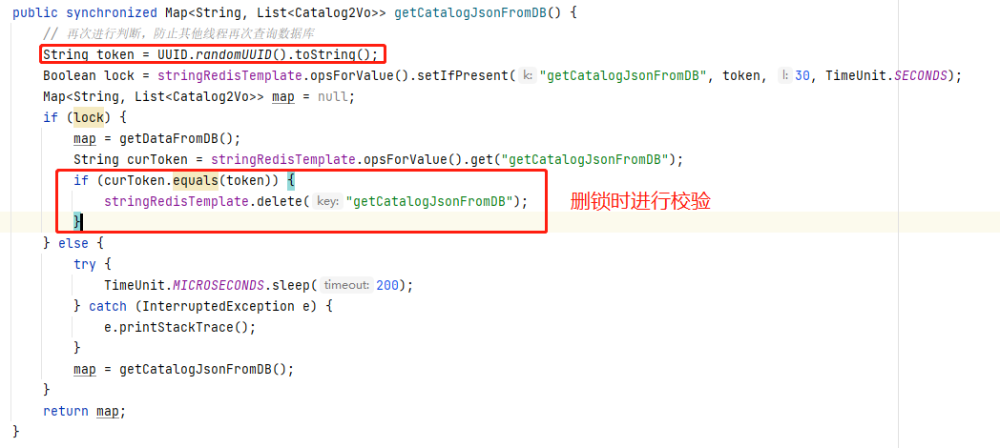 public synchronized Map<String, List<Catalog2Vo>> getCatalogJsonFromDB() {
// 再次进行判断，防止其他线程再次查询数据库
String token = UUID.randomUUID().toString();
Boolean lock = stringRedisTemplate.opsForValue().setIfPresent( k: "getCatalogJsonFromDB", token, l: 30, TimeUnit.SECONDS);
Map<String, List<Catalog2Vo>> map = null;
if (lock) {
map = getDataFromDB();
String curToken = stringRedisTemplate.opsForValue().get("getCatalogJsonFromDB");
if (curToken.equals(token)) {
stringRedisTemplate.delete( key: "getCatalogJsonFromDB"); 删锁时进行校验
}
} else {
try {
TimeUnit.MICROSECONDS.sleep( timeout: 200);
} catch (InterruptedException e) {
e.printStackTrace();
}
map = getCatalogJsonFromDB();
}
return map;
}